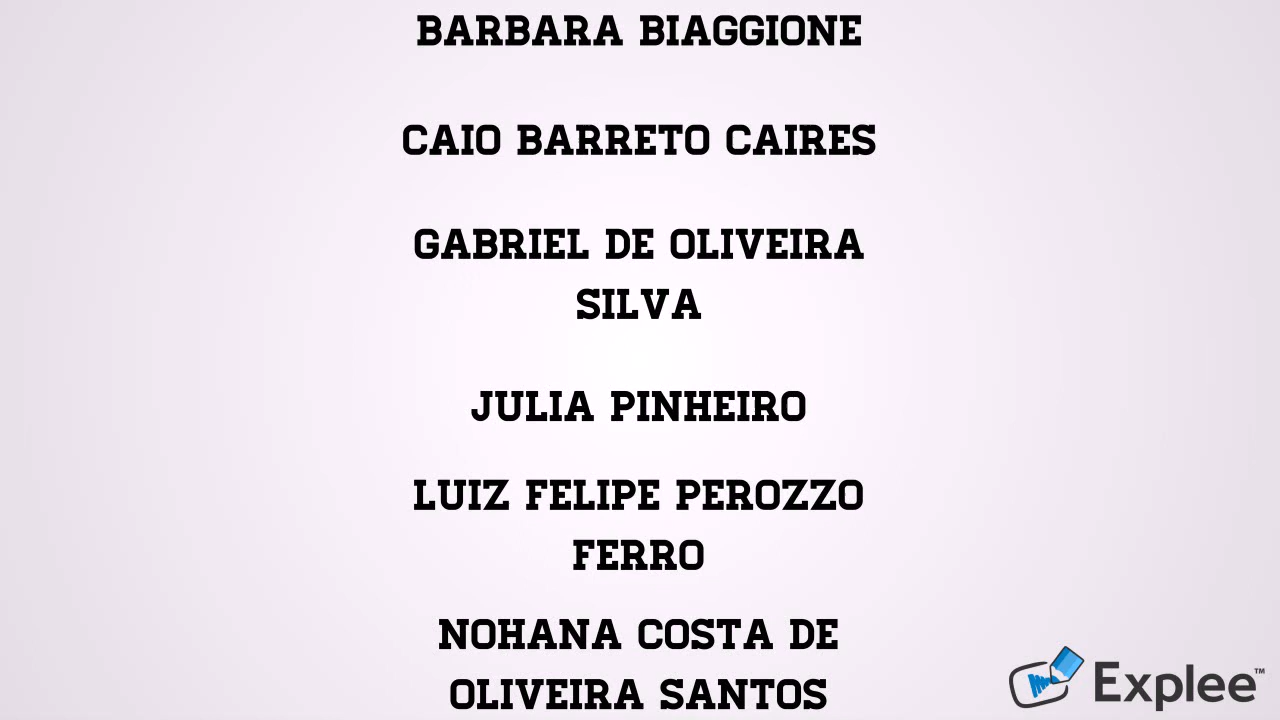 BARBARA BIAGGIONE
CAIO BARRETO CAIRES
GABRIEL DE OLIVEIRA
SILVA
JULIA PINHEIRO
LUIZ FELIPE PEROZZO
FERRO
NOHANA COSTA DE
OLIVEIRA SANTOS
Explee™